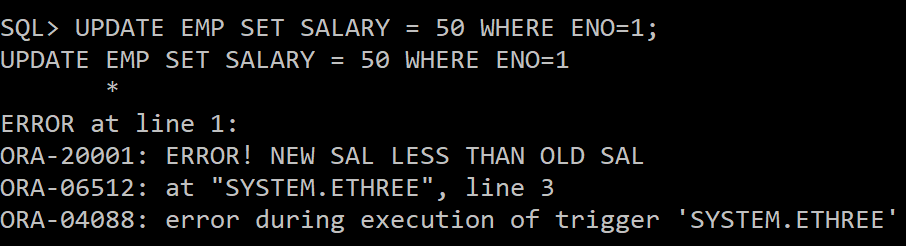 SQL> UPDATE EMP SET SALARY = 50 WHERE ENO=1;
UPDATE EMP SET SALARY = 50 WHERE ENO=1
*
ERROR at line 1:
ORA-20001: ERROR! NEW SAL LESS THAN OLD SAL
ORA-06512: at "SYSTEM.ETHREE", line 3
ORA-04088: error during execution of trigger 'SYSTEM.ETHREE'